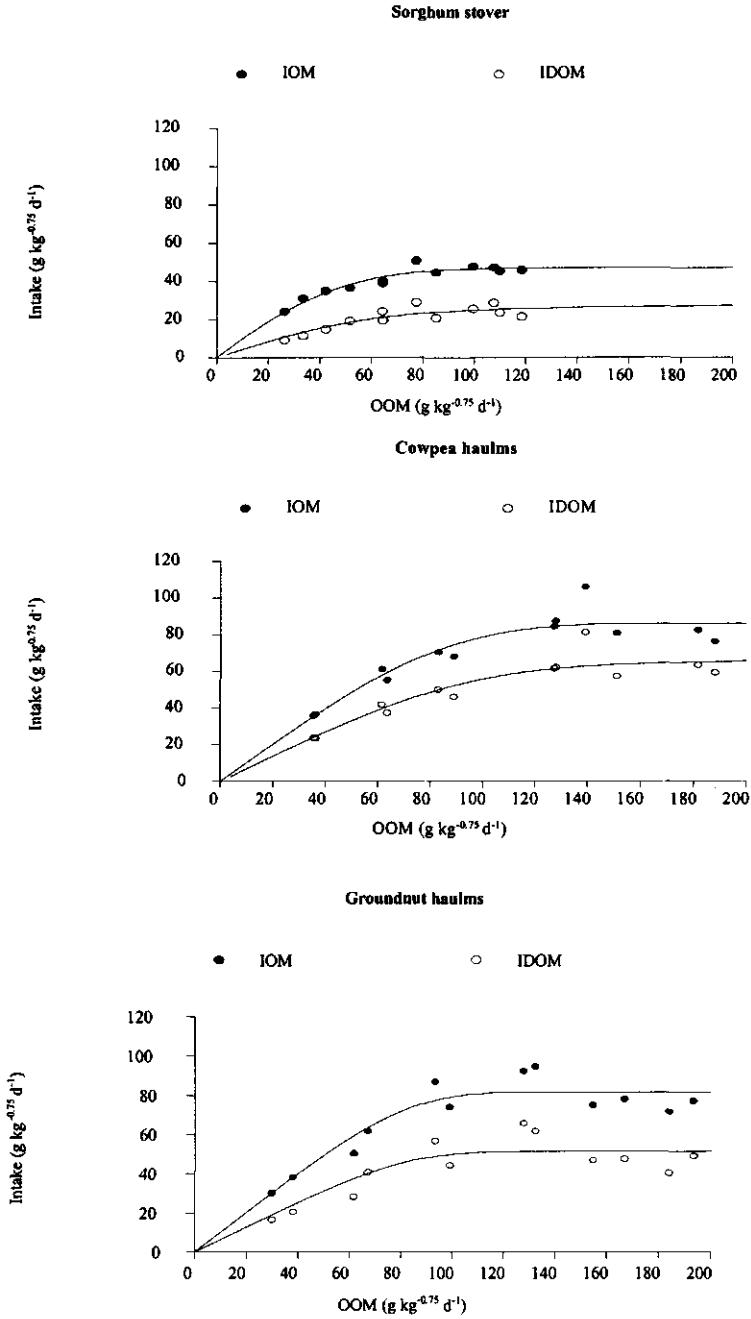 Sorghum stover
● IOM ○ IDOM
120
100
80
60
40
20
0
Intake (g kg-0.75 d-1)
0 20 40 60 80 100 120 140 160 180 200
OOM (g kg-0.75 d-1)
Cowpea haulms
● IOM ○ IDOM
120
100
80
60
40
20
0
Intake (g kg-0.75 d-1)
0 20 40 60 80 100 120 140 160 180 200
OOM (g kg-0.75 d-1)
Groundnut haulms
● IOM ○ IDOM
120
100
80
60
40
20
0
Intake (g kg-0.75 d-1)
0 20 40 60 80 100 120 140 160 180 200
OOM (g kg-0.75 d-1)